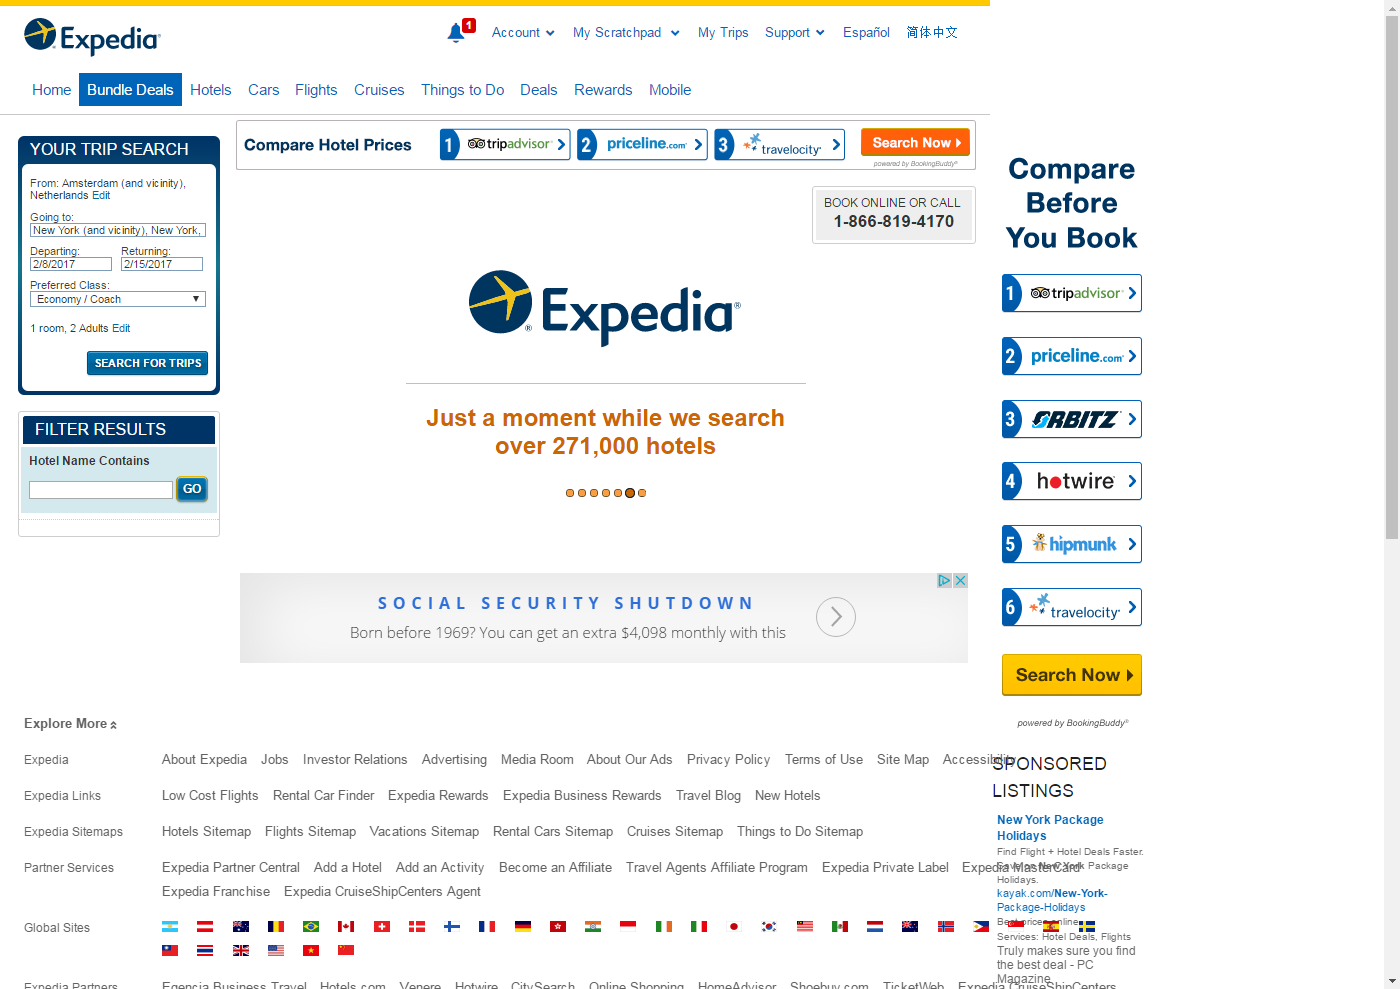 Expedia
1
Account
My Scratchpad
My Trips
Support
Español
简体中文
Home
Bundle Deals
Hotels
Cars
Flights
Cruises
Things to Do
Deals
Rewards
Mobile
YOUR TRIP SEARCH
From: Amsterdam (and vicinity),
Netherlands Edit
Going to:
New York (and vicinity), New York,
Departing: Returning:
2/8/2017 2/15/2017
Preferred Class:
Economy / Coach
1 room, 2 Adults Edit
SEARCH FOR TRIPS
FILTER RESULTS
Hotel Name Contains
GO
Compare Hotel Prices
1 tripadvisor
2 priceline.com
3 travelocity
Search Now
powered by BookingBuddy
BOOK ONLINE OR CALL
1-866-819-4170
Expedia
Just a moment while we search
over 271,000 hotels
SOCIAL SECURITY SHUTDOWN
Born before 1969? You can get an extra $4,098 monthly with this
Compare
Before
You Book
1 tripadvisor
2 priceline.com
3 ORBITZ
4 hotwire
5 hipmunk
6 travelocity
Search Now
powered by BookingBuddy
SPONSORED
LISTINGS
New York Package
Holidays
Find Flight + Hotel Deals Faster.
Save on New York Package
Holidays.
kayak.com/New-York-
Package-Holidays
Best prices online
Services: Hotel Deals, Flights
Truly makes sure you find
the best deal - PC
Magazine
Explore More
Expedia
About Expedia Jobs Investor Relations Advertising Media Room About Our Ads Privacy Policy Terms of Use Site Map Accessibility
Expedia Links
Low Cost Flights Rental Car Finder Expedia Rewards Expedia Business Rewards Travel Blog New Hotels
Expedia Sitemaps
Hotels Sitemap Flights Sitemap Vacations Sitemap Rental Cars Sitemap Cruises Sitemap Things to Do Sitemap
Partner Services
Expedia Partner Central Add a Hotel Add an Activity Become an Affiliate Travel Agents Affiliate Program Expedia Private Label Expedia MasterCard
Expedia Franchise Expedia CruiseShipCenters Agent
Global Sites
Expedia Partners
Egencia Business Travel Hotels.com Venere Hotwire CitySearch Online Shopping HomeAdvisor Shoebuy.com TicketWeb Expedia CruiseShipCenters